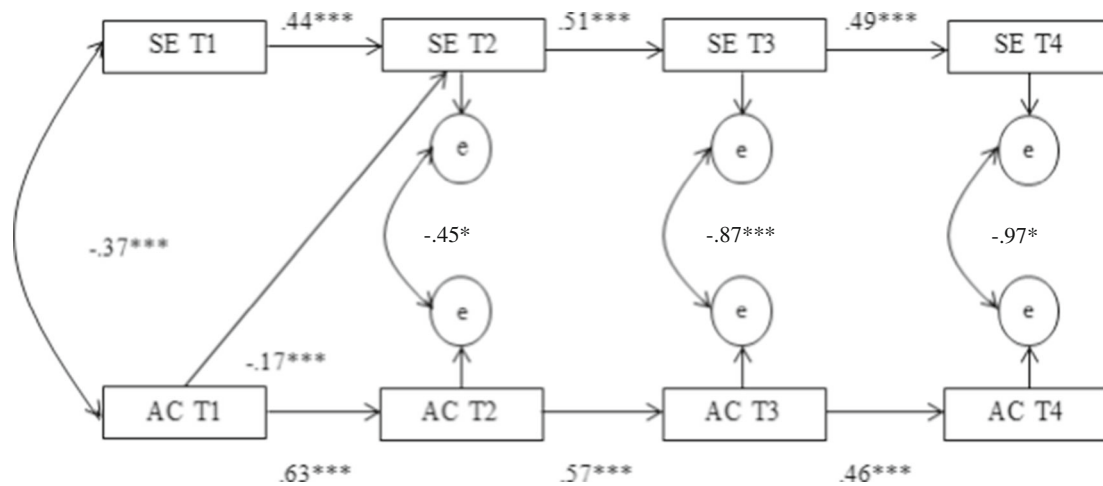 .44*** .51*** .49***
SE T1 SE T2 SE T3 SE T4
e e e
-.37*** -.45* -.87*** -.97*
e e e
-.17***
AC T1 AC T2 AC T3 AC T4
.63*** .57*** .46***